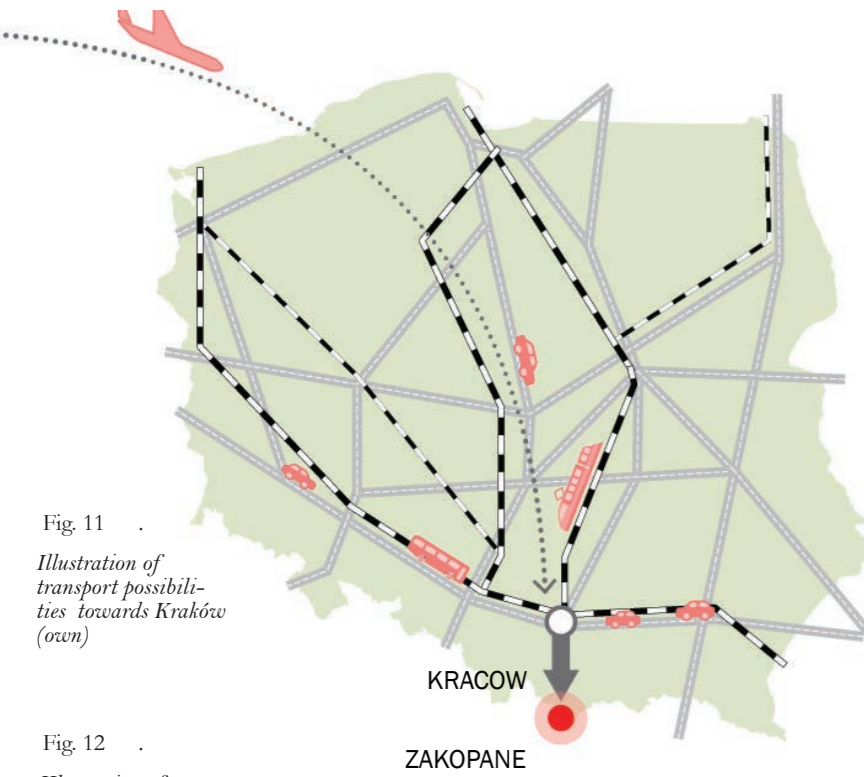 Fig. 11 .
Illustration of
transport possibili-
ties towards Kraków
(own)
KRACOW
Fig. 12 .
ZAKOPANE